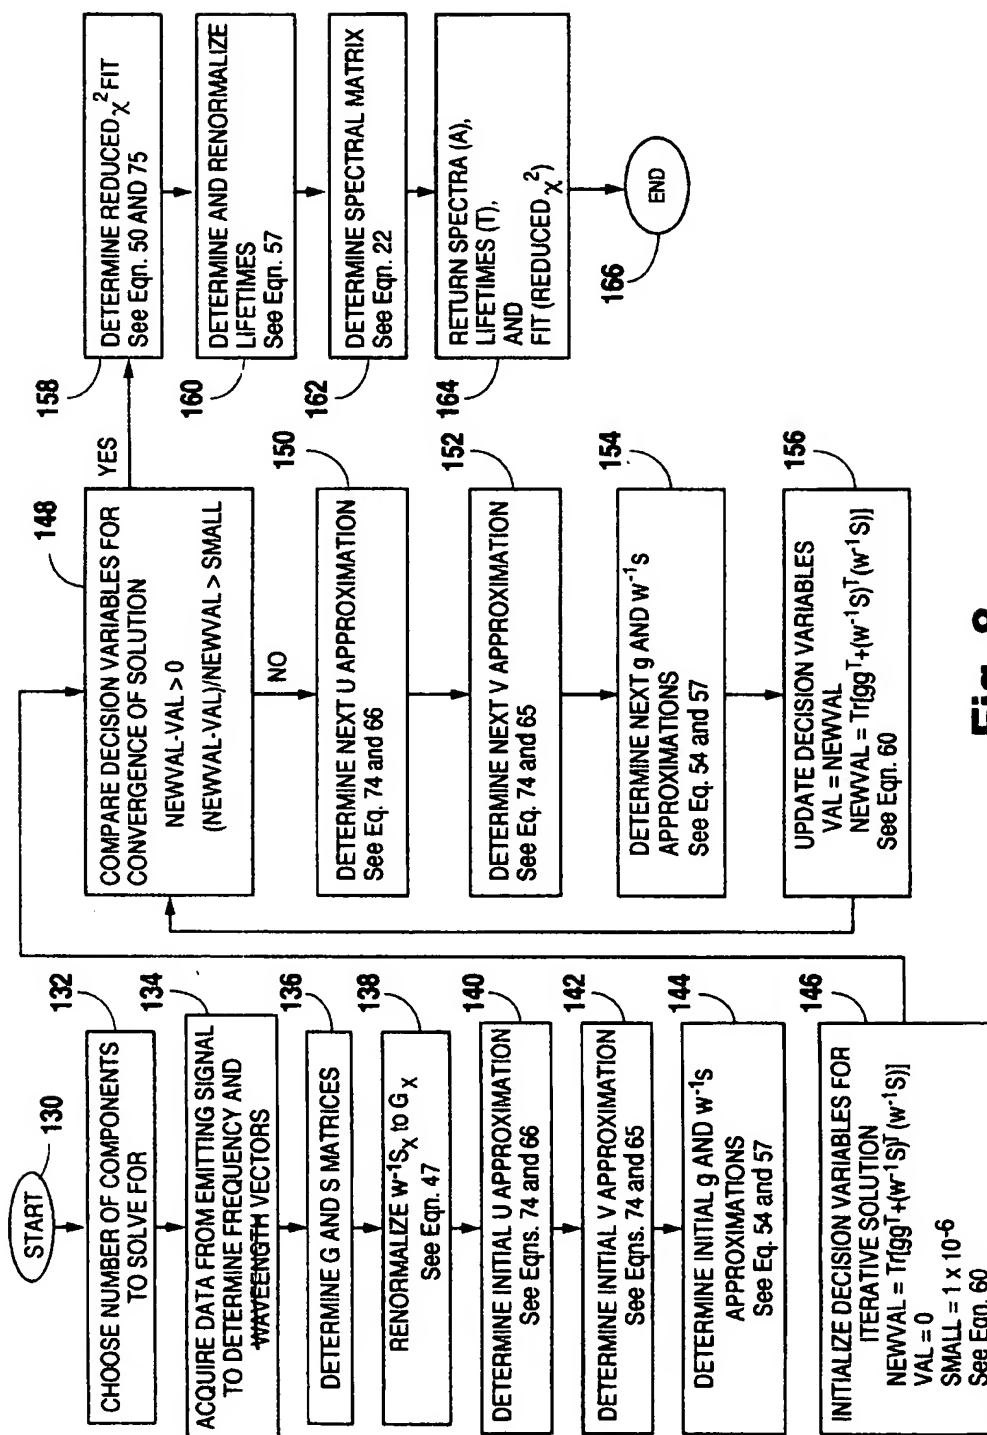 START
130
CHOOSE NUMBER OF COMPONENTS
TO SOLVE FOR
132
ACQUIRE DATA FROM EMITTING SIGNAL
TO DETERMINE FREQUENCY AND
WAVELENGTH VECTORS
134
DETERMINE G AND S MATRICES
136
RENORMALIZE w⁻¹Sₓ to Gₓ
See Eqn. 47
138
DETERMINE INITIAL U APPROXIMATION
See Eqns. 74 and 66
140
DETERMINE INITIAL V APPROXIMATION
See Eqns. 74 and 65
142
DETERMINE INITIAL g AND w⁻¹s
APPROXIMATIONS
See Eq. 54 and 57
144
INITIALIZE DECISION VARIABLES FOR
ITERATIVE SOLUTION
NEWVAL = Tr[ggᵀ+(w⁻¹S)ᵀ(w⁻¹S)]
VAL = 0
SMALL = 1 x 10⁻⁶
See Eqn. 60
146
COMPARE DECISION VARIABLES FOR
CONVERGENCE OF SOLUTION
NEWVAL-VAL > 0
(NEWVAL-VAL)/NEWVAL > SMALL
148
YES
NO
DETERMINE NEXT U APPROXIMATION
See Eq. 74 and 66
150
DETERMINE NEXT V APPROXIMATION
See Eq. 74 and 65
152
DETERMINE NEXT g AND w⁻¹s
APPROXIMATIONS
See Eq. 54 and 57
154
UPDATE DECISION VARIABLES
VAL = NEWVAL
NEWVAL = Tr[ggᵀ+(w⁻¹S)ᵀ(w⁻¹S)]
See Eqn. 60
156
DETERMINE REDUCED χ² FIT
See Eqn. 50 AND 75
158
DETERMINE AND RENORMALIZE
LIFETIMES
See Eqn. 57
160
DETERMINE SPECTRAL MATRIX
See Eqn. 22
162
RETURN SPECTRA (A),
LIFETIMES (T),
AND
FIT (REDUCED χ²)
164
END
166